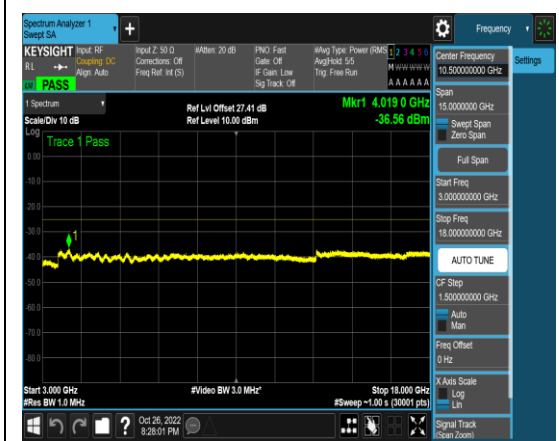 Spectrum Analyzer 1
Swept SA
+
Frequency
KEYSIGHT Input: RF
RL
Coupling: DC
Align: Auto
PASS
Input Z: 50 Ω
Corrections: Off
Freq Ref: Int (S)
#Atten: 20 dB
PNO: Fast
Gate: Off
IF Gain: Low
Sig Track: Off
#Avg Type: Power (RMS
Avg|Hold: 5/5
Trig: Free Run
1 2 3 4 5 6
M W W W W W
A A A A A A
1 Spectrum
Scale/Div 10 dB
Ref Lvl Offset 27.41 dB
Ref Level 10.00 dBm
Mkr1 4.019 0 GHz
-36.56 dBm
Log
Trace 1 Pass
0.00
-10.0
-20.0
-30.0
-40.0
-50.0
-60.0
-70.0
-80.0
1
Start 3.000 GHz
#Res BW 1.0 MHz
#Video BW 3.0 MHz*
Stop 18.000 GHz
#Sweep ~1.00 s (30001 pts)
Center Frequency
10.500000000 GHz
Settings
Span
15.0000000 GHz
Swept Span
Zero Span
Full Span
Start Freq
3.000000000 GHz
Stop Freq
18.000000000 GHz
AUTO TUNE
CF Step
1.500000000 GHz
Auto
Man
Freq Offset
0 Hz
X Axis Scale
Log
Lin
Signal Track
(Span Zoom)
?
Oct 26, 2022
8:28:01 PM